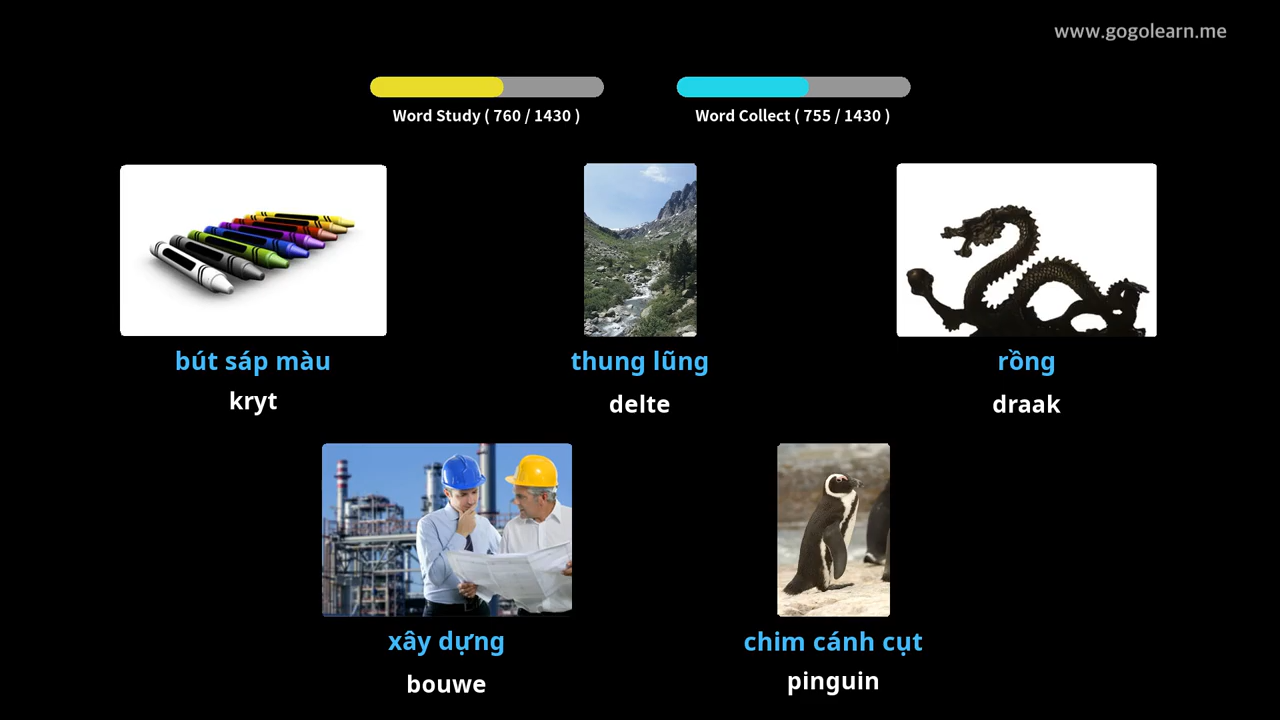 www.gogolearn.me
Word Study ( 760 / 1430 )
Word Collect ( 755 / 1430 )
bút sáp màu
thung lũng
rồng
kryt
delte
draak
xây dựng
chim cánh cụt
bouwe
pinguin